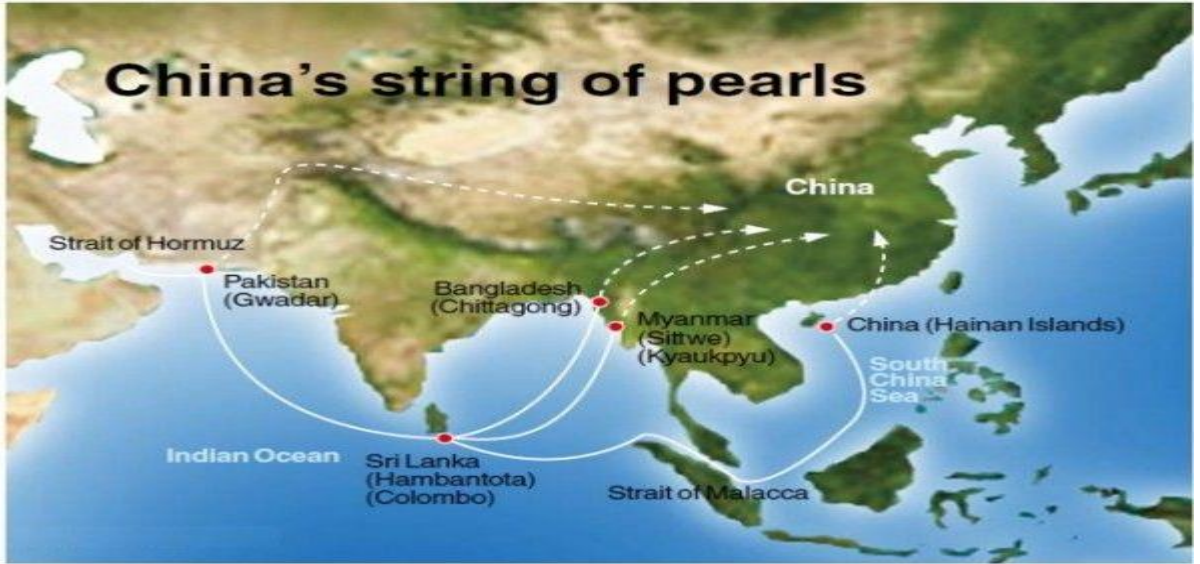 China's string of pearls
China
Strait of Hormuz
Pakistan
(Gwadar)
Bangladesh
(Chittagong)
Myanmar
(Sittwe)
(Kyaukpyu)
China (Hainan Islands)
South
China
Sea
Indian Ocean
Sri Lanka
(Hambantota)
(Colombo)
Strait of Malacca